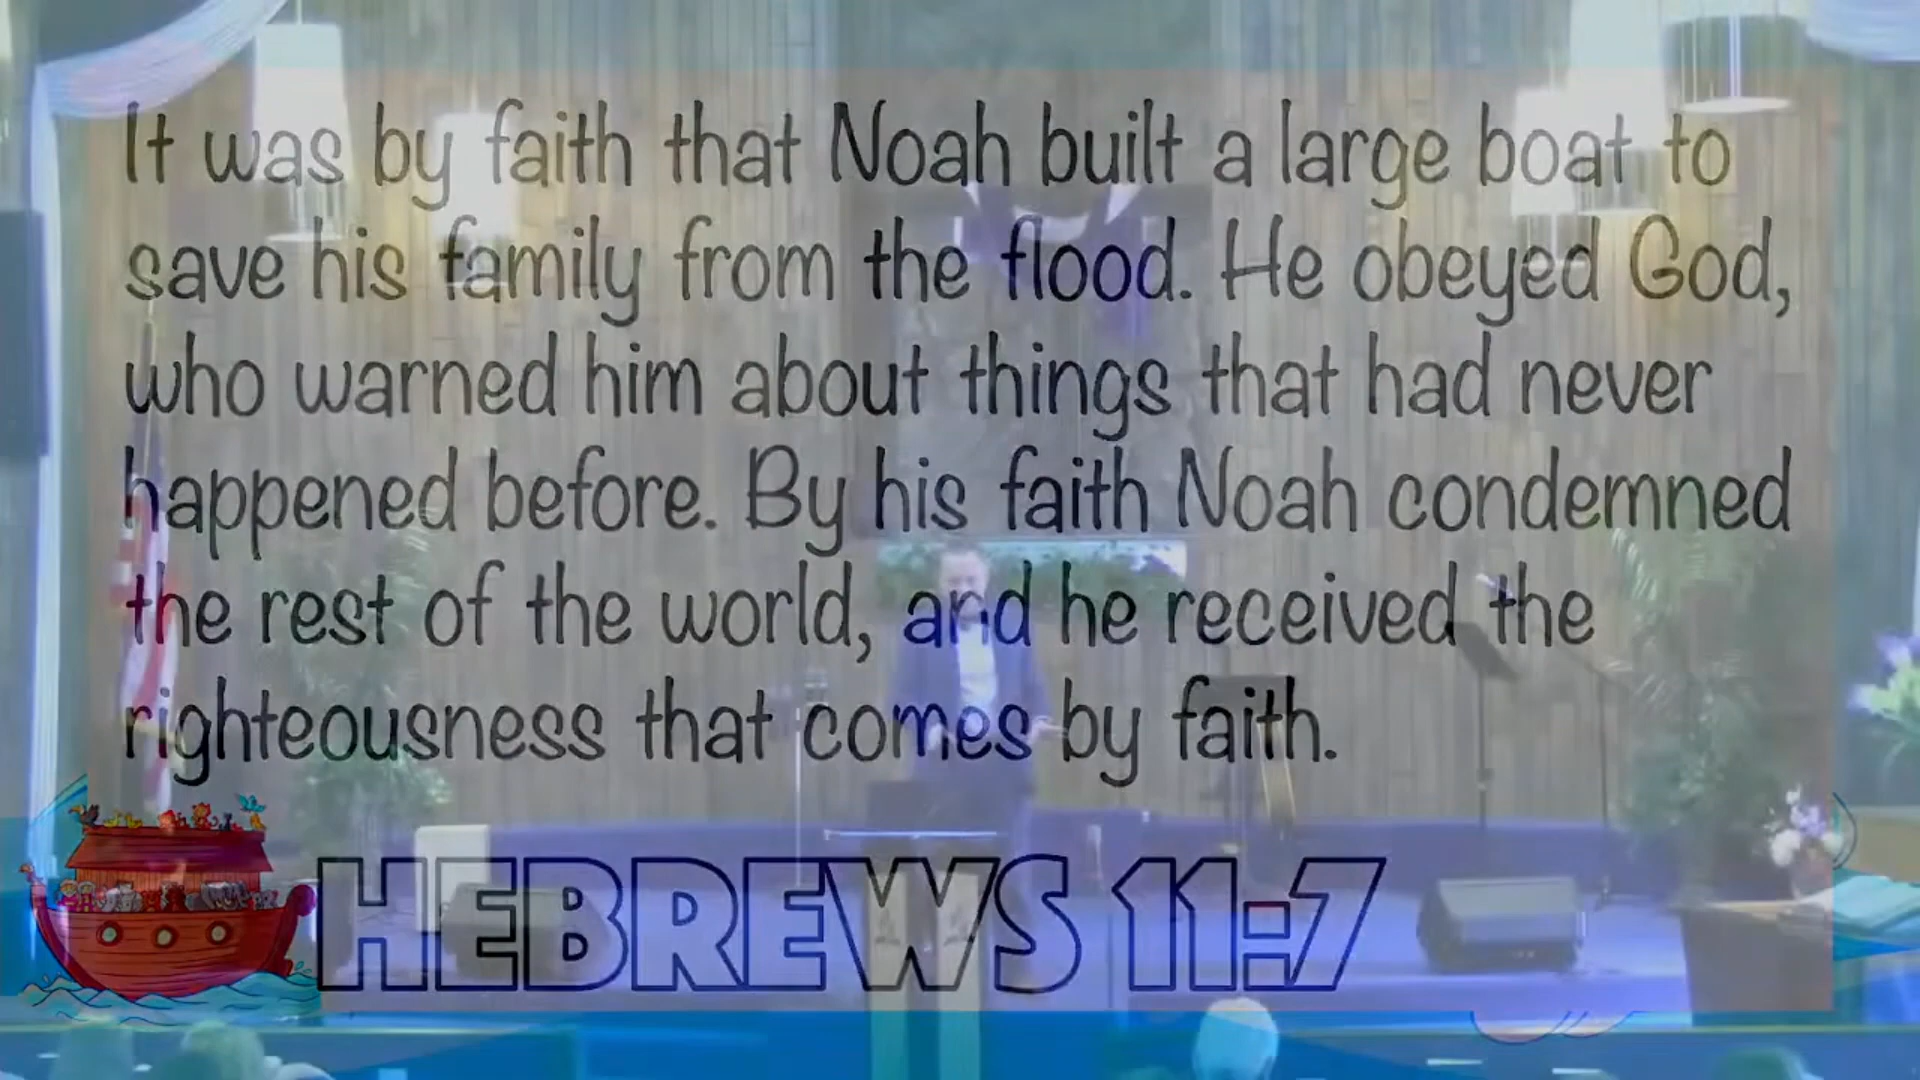 It was by faith that Noah built a large boat to
save his family from the flood. He obeyed God,
who warned him about things that had never
happened before. By his faith Noah condemned
the rest of the world, and he received the
righteousness that comes by faith.
HEBREWS 11:7